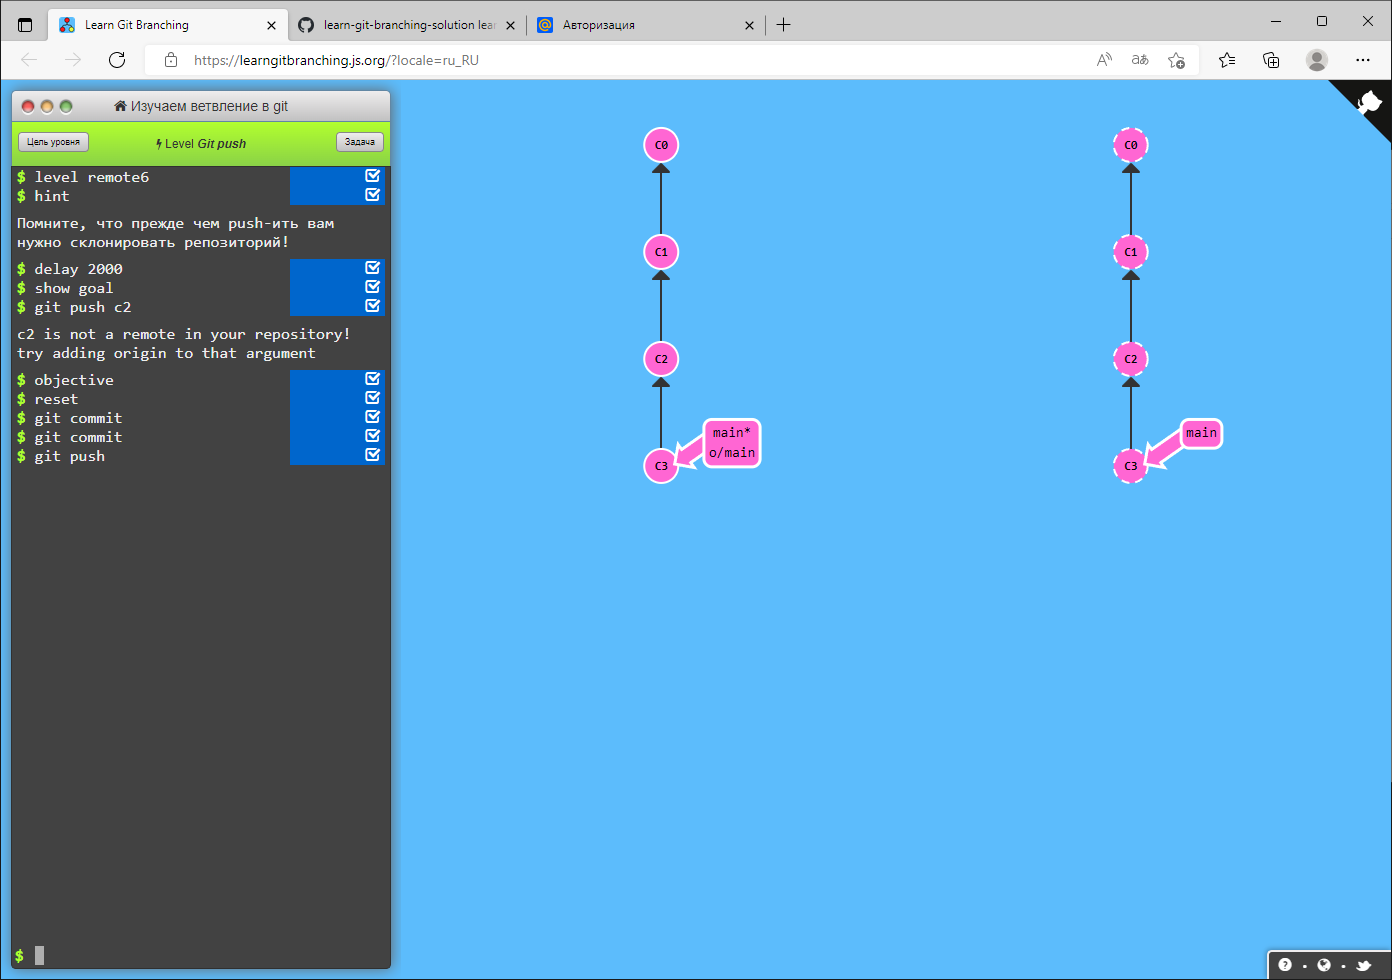 Learn Git Branching
learn-git-branching-solution lea
Авторизация
https://learngitbranching.js.org/?locale=ru_RU
Изучаем ветвление в git
Цель уровня
Level Git push
Задача
$ level remote6
$ hint
Помните, что прежде чем push-ить вам
нужно склонировать репозиторий!
$ delay 2000
$ show goal
$ git push c2
c2 is not a remote in your repository!
try adding origin to that argument
$ objective
$ reset
$ git commit
$ git commit
$ git push
$
C0
C1
C2
C3
main*
o/main
C0
C1
C2
C3
main